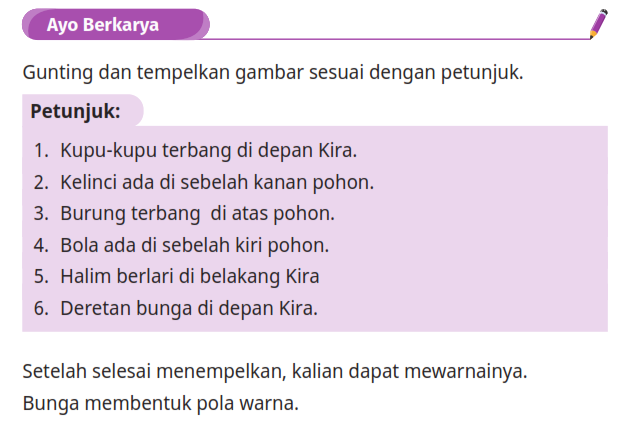 Ayo Berkarya
Gunting dan tempelkan gambar sesuai dengan petunjuk.
Petunjuk:
1. Kupu-kupu terbang di depan Kira.
2. Kelinci ada di sebelah kanan pohon.
3. Burung terbang di atas pohon.
4. Bola ada di sebelah kiri pohon.
5. Halim berlari di belakang Kira
6. Deretan bunga di depan Kira.
Setelah selesai menempelkan, kalian dapat mewarnainya.
Bunga membentuk pola warna.